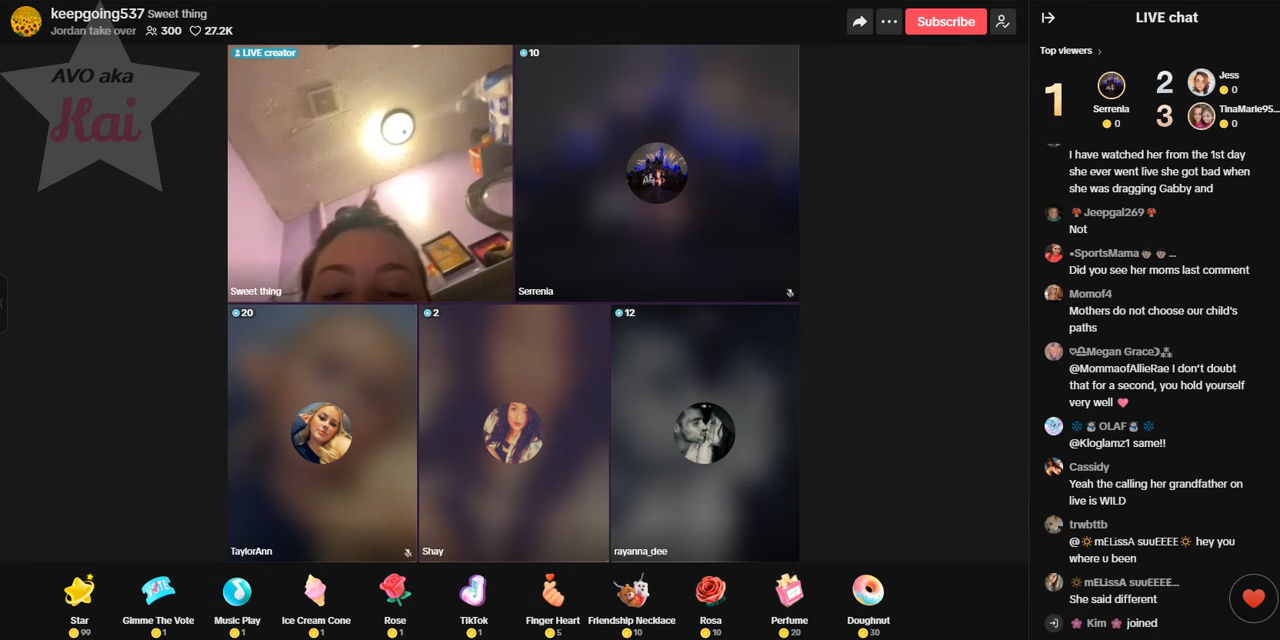 keepgoing537 Sweet thing
Jordan take over 300 27.2K
Subscribe
AVO aka
Kai
LIVE creator
Sweet thing
10
Serrenia
20
TaylorAnn
2
Shay
12
rayanna_dee
Star
99
Gimme The Vote
1
Music Play
1
Ice Cream Cone
1
Rose
1
TikTok
1
Finger Heart
5
Friendship Necklace
10
Rosa
10
Perfume
20
Doughnut
30
LIVE chat
Top viewers
1
Serrenia
0
2
Jess
0
3
TinaMarie95...
0
I have watched her from the 1st day
she ever went live she got bad when
she was dragging Gabby and
Jeepgal269
Not
•SportsMama ...
Did you see her moms last comment
Momof4
Mothers do not choose our child's
paths
♡♎Megan Grace☽⁂
@MommaofAllieRae I don't doubt
that for a second, you hold yourself
very well ♥
❄️☃️OLAF☃️❄️
@Kloglamz1 same!!
Cassidy
Yeah the calling her grandfather on
live is WILD
trwbttb
@🔆mELissA suuEEEE🔆 hey you
where u been
🔆mELissA suuEEEE...
She said different
🌸 Kim 🌸 joined